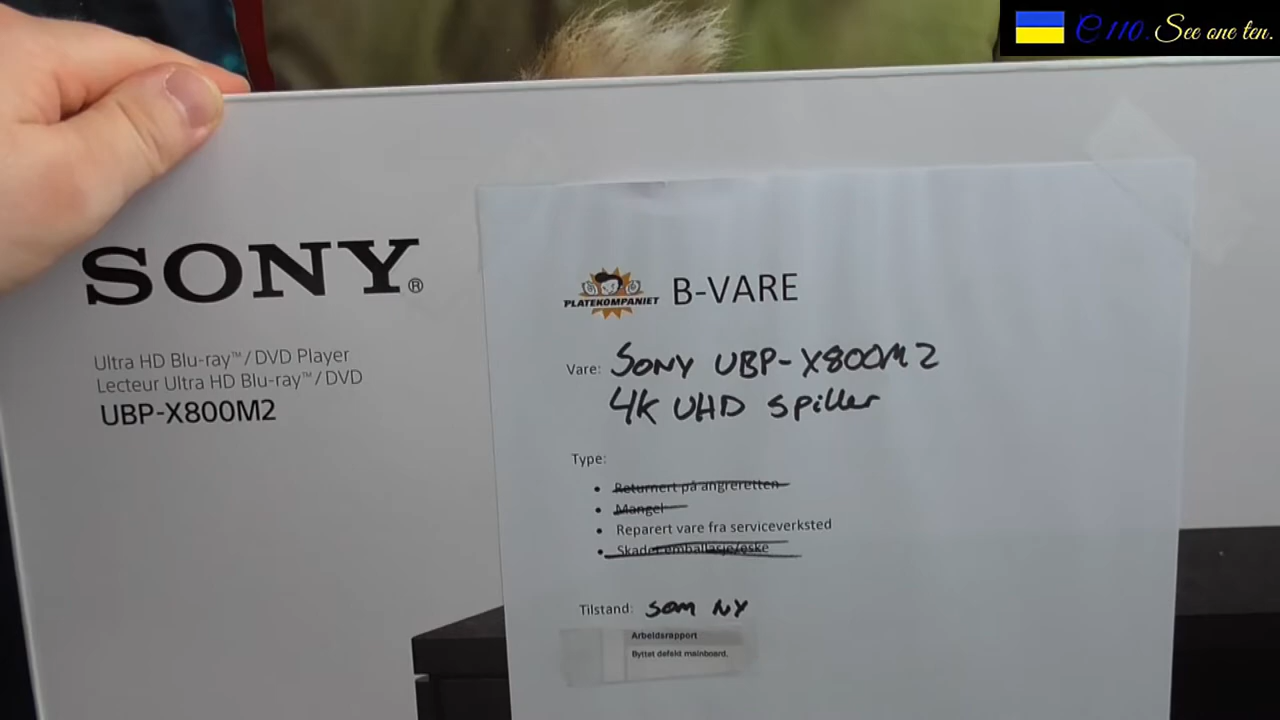 C 110. See one ten.
SONY®
Ultra HD Blu-ray™/DVD Player
Lecteur Ultra HD Blu-ray™/DVD
UBP-X800M2
PLATEKOMPANIET B-VARE
Vare: SONY UBP-X800M2
4K UHD spiller
Type:
• Returnert på angreretten
• Mangel
• Reparert vare fra serviceverksted
• Skadet emballasje/eske
Tilstand: som NY
Arbeidsrapport
Byttet defekt mainboard.